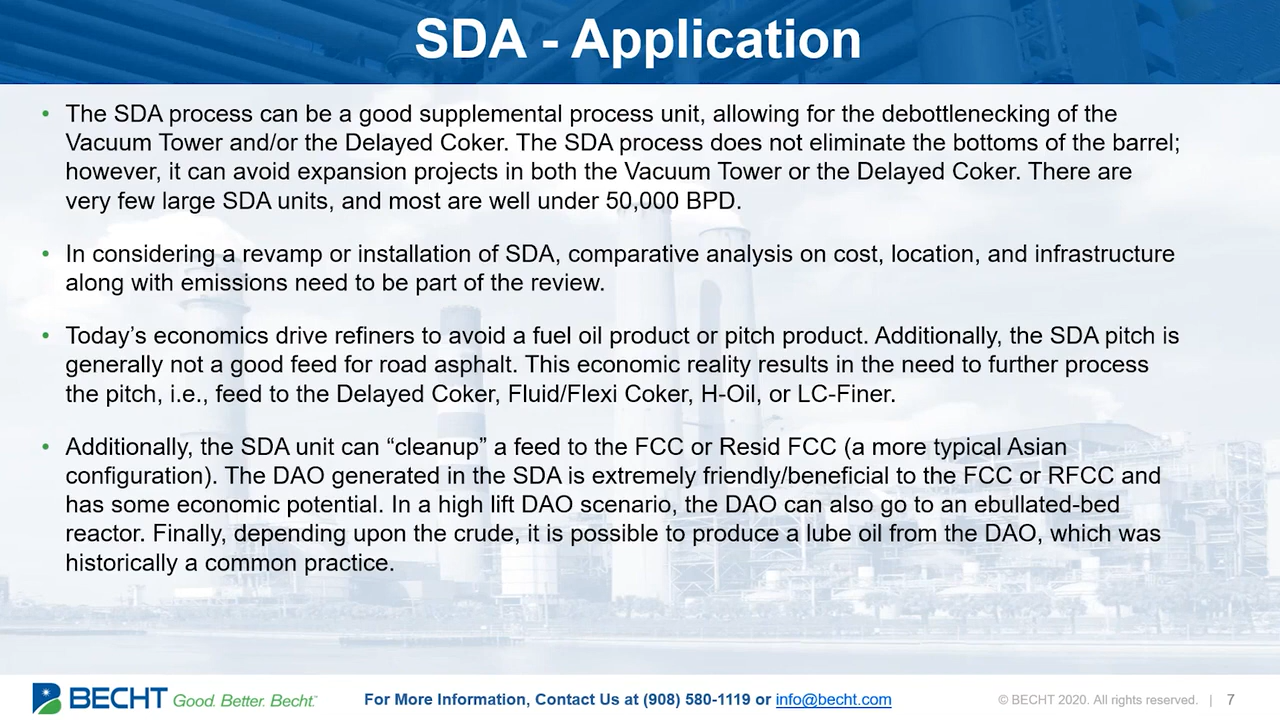 SDA - Application
• The SDA process can be a good supplemental process unit, allowing for the debottlenecking of the
Vacuum Tower and/or the Delayed Coker. The SDA process does not eliminate the bottoms of the barrel;
however, it can avoid expansion projects in both the Vacuum Tower or the Delayed Coker. There are
very few large SDA units, and most are well under 50,000 BPD.
• In considering a revamp or installation of SDA, comparative analysis on cost, location, and infrastructure
along with emissions need to be part of the review.
• Today’s economics drive refiners to avoid a fuel oil product or pitch product. Additionally, the SDA pitch is
generally not a good feed for road asphalt. This economic reality results in the need to further process
the pitch, i.e., feed to the Delayed Coker, Fluid/Flexi Coker, H-Oil, or LC-Finer.
• Additionally, the SDA unit can “cleanup” a feed to the FCC or Resid FCC (a more typical Asian
configuration). The DAO generated in the SDA is extremely friendly/beneficial to the FCC or RFCC and
has some economic potential. In a high lift DAO scenario, the DAO can also go to an ebullated-bed
reactor. Finally, depending upon the crude, it is possible to produce a lube oil from the DAO, which was
historically a common practice.
BECHT Good. Better. Becht.™ For More Information, Contact Us at (908) 580-1119 or info@becht.com © BECHT 2020. All rights reserved. | 7